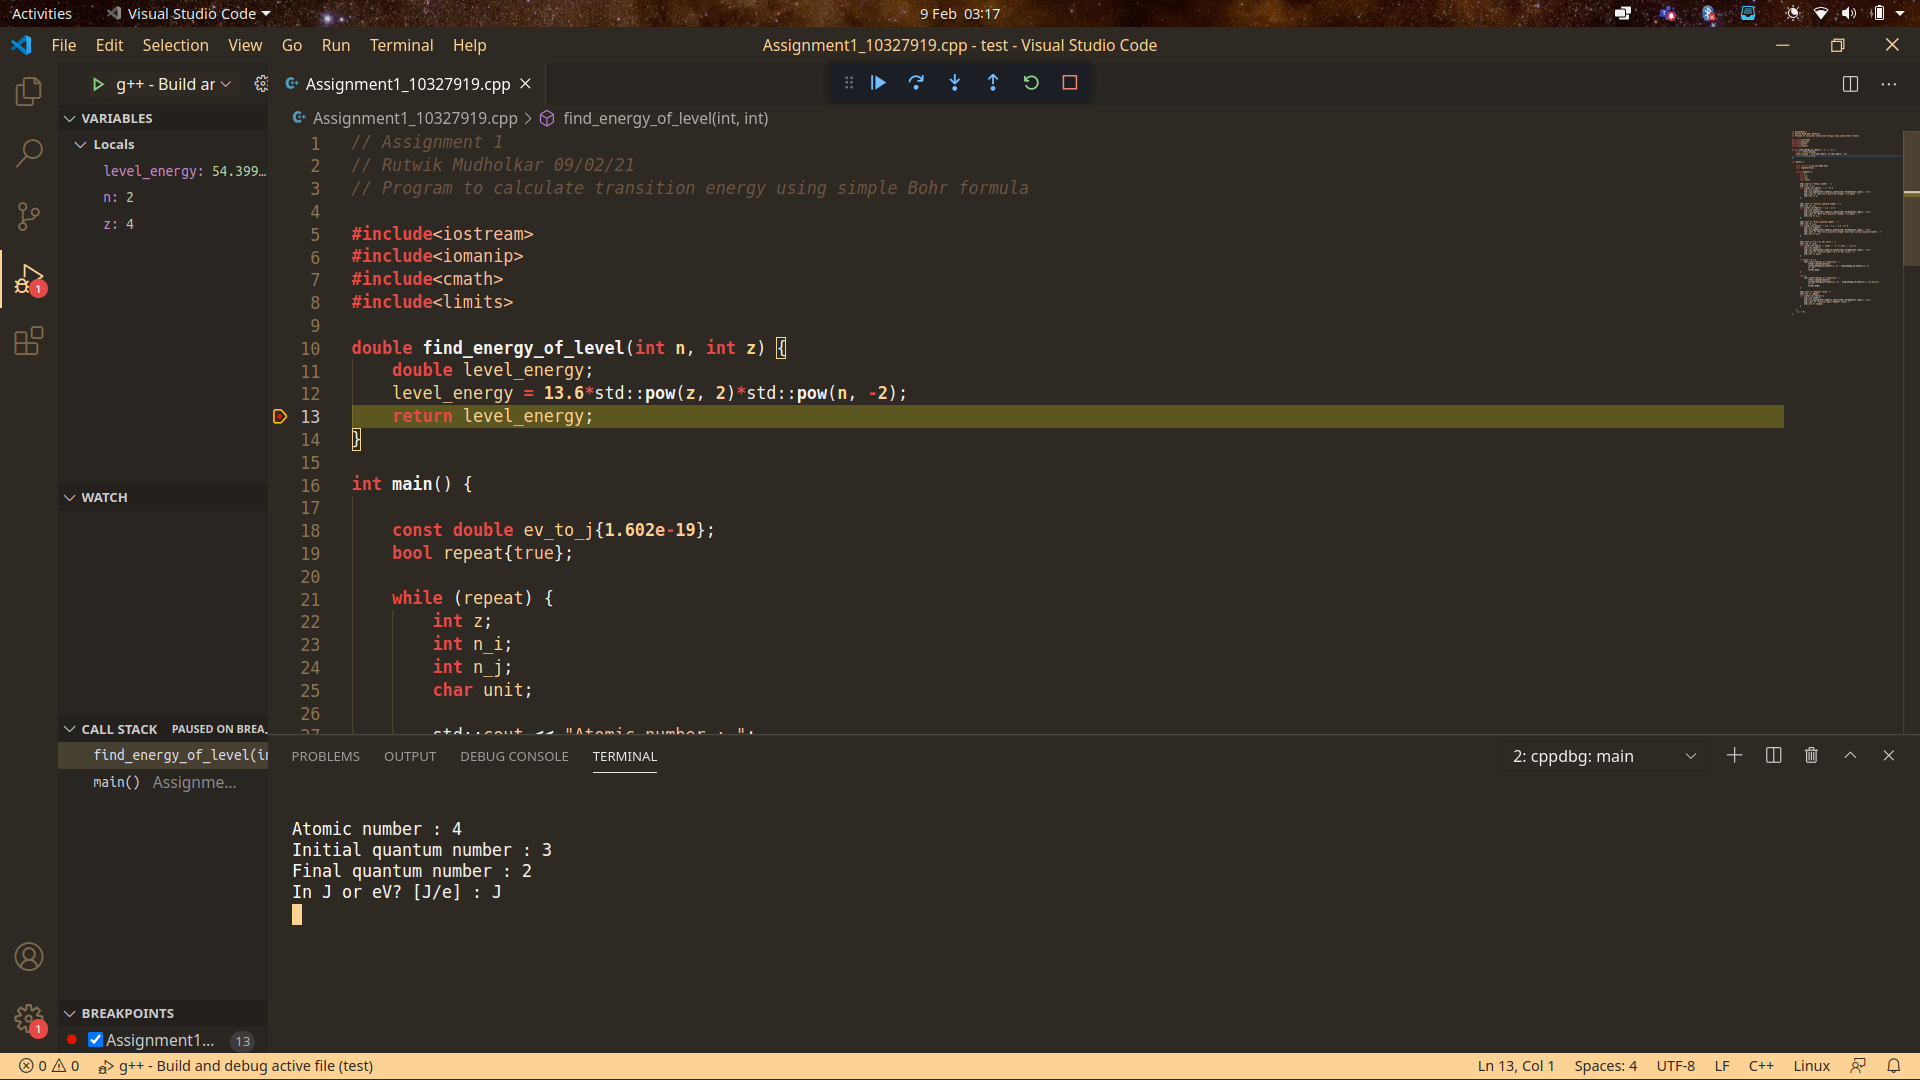 Activities Visual Studio Code 9 Feb 03:17
File Edit Selection View Go Run Terminal Help Assignment1_10327919.cpp - test - Visual Studio Code
g++ - Build ar Assignment1_10327919.cpp
Assignment1_10327919.cpp > find_energy_of_level(int, int)
VARIABLES
Locals
level_energy: 54.399…
n: 2
z: 4
WATCH
CALL STACK PAUSED ON BREA…
find_energy_of_level(in
main() Assignme...
BREAKPOINTS
Assignment1... 13
1
1
1 // Assignment 1
2 // Rutwik Mudholkar 09/02/21
3 // Program to calculate transition energy using simple Bohr formula
4
5 #include<iostream>
6 #include<iomanip>
7 #include<cmath>
8 #include<limits>
9
10 double find_energy_of_level(int n, int z) {
11 double level_energy;
12 level_energy = 13.6*std::pow(z, 2)*std::pow(n, -2);
13 return level_energy;
14 }
15
16 int main() {
17
18 const double ev_to_j{1.602e-19};
19 bool repeat{true};
20
21 while (repeat) {
22 int z;
23 int n_i;
24 int n_j;
25 char unit;
26
27 std::cout << "Atomic number : ";
PROBLEMS OUTPUT DEBUG CONSOLE TERMINAL 2: cppdbg: main
Atomic number : 4
Initial quantum number : 3
Final quantum number : 2
In J or eV? [J/e] : J
0 0 g++ - Build and debug active file (test) Ln 13, Col 1 Spaces: 4 UTF-8 LF C++ Linux